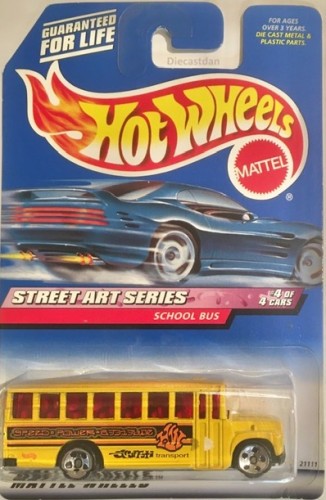 GUARANTEED
FOR LIFE
FOR AGES
OVER 3 YEARS.
DIE CAST METAL &
PLASTIC PARTS.
Diecastdan
HOT WHEELS
MATTEL
®
STREET ART SERIES
4 OF
4 CARS
SCHOOL BUS
transport
21111